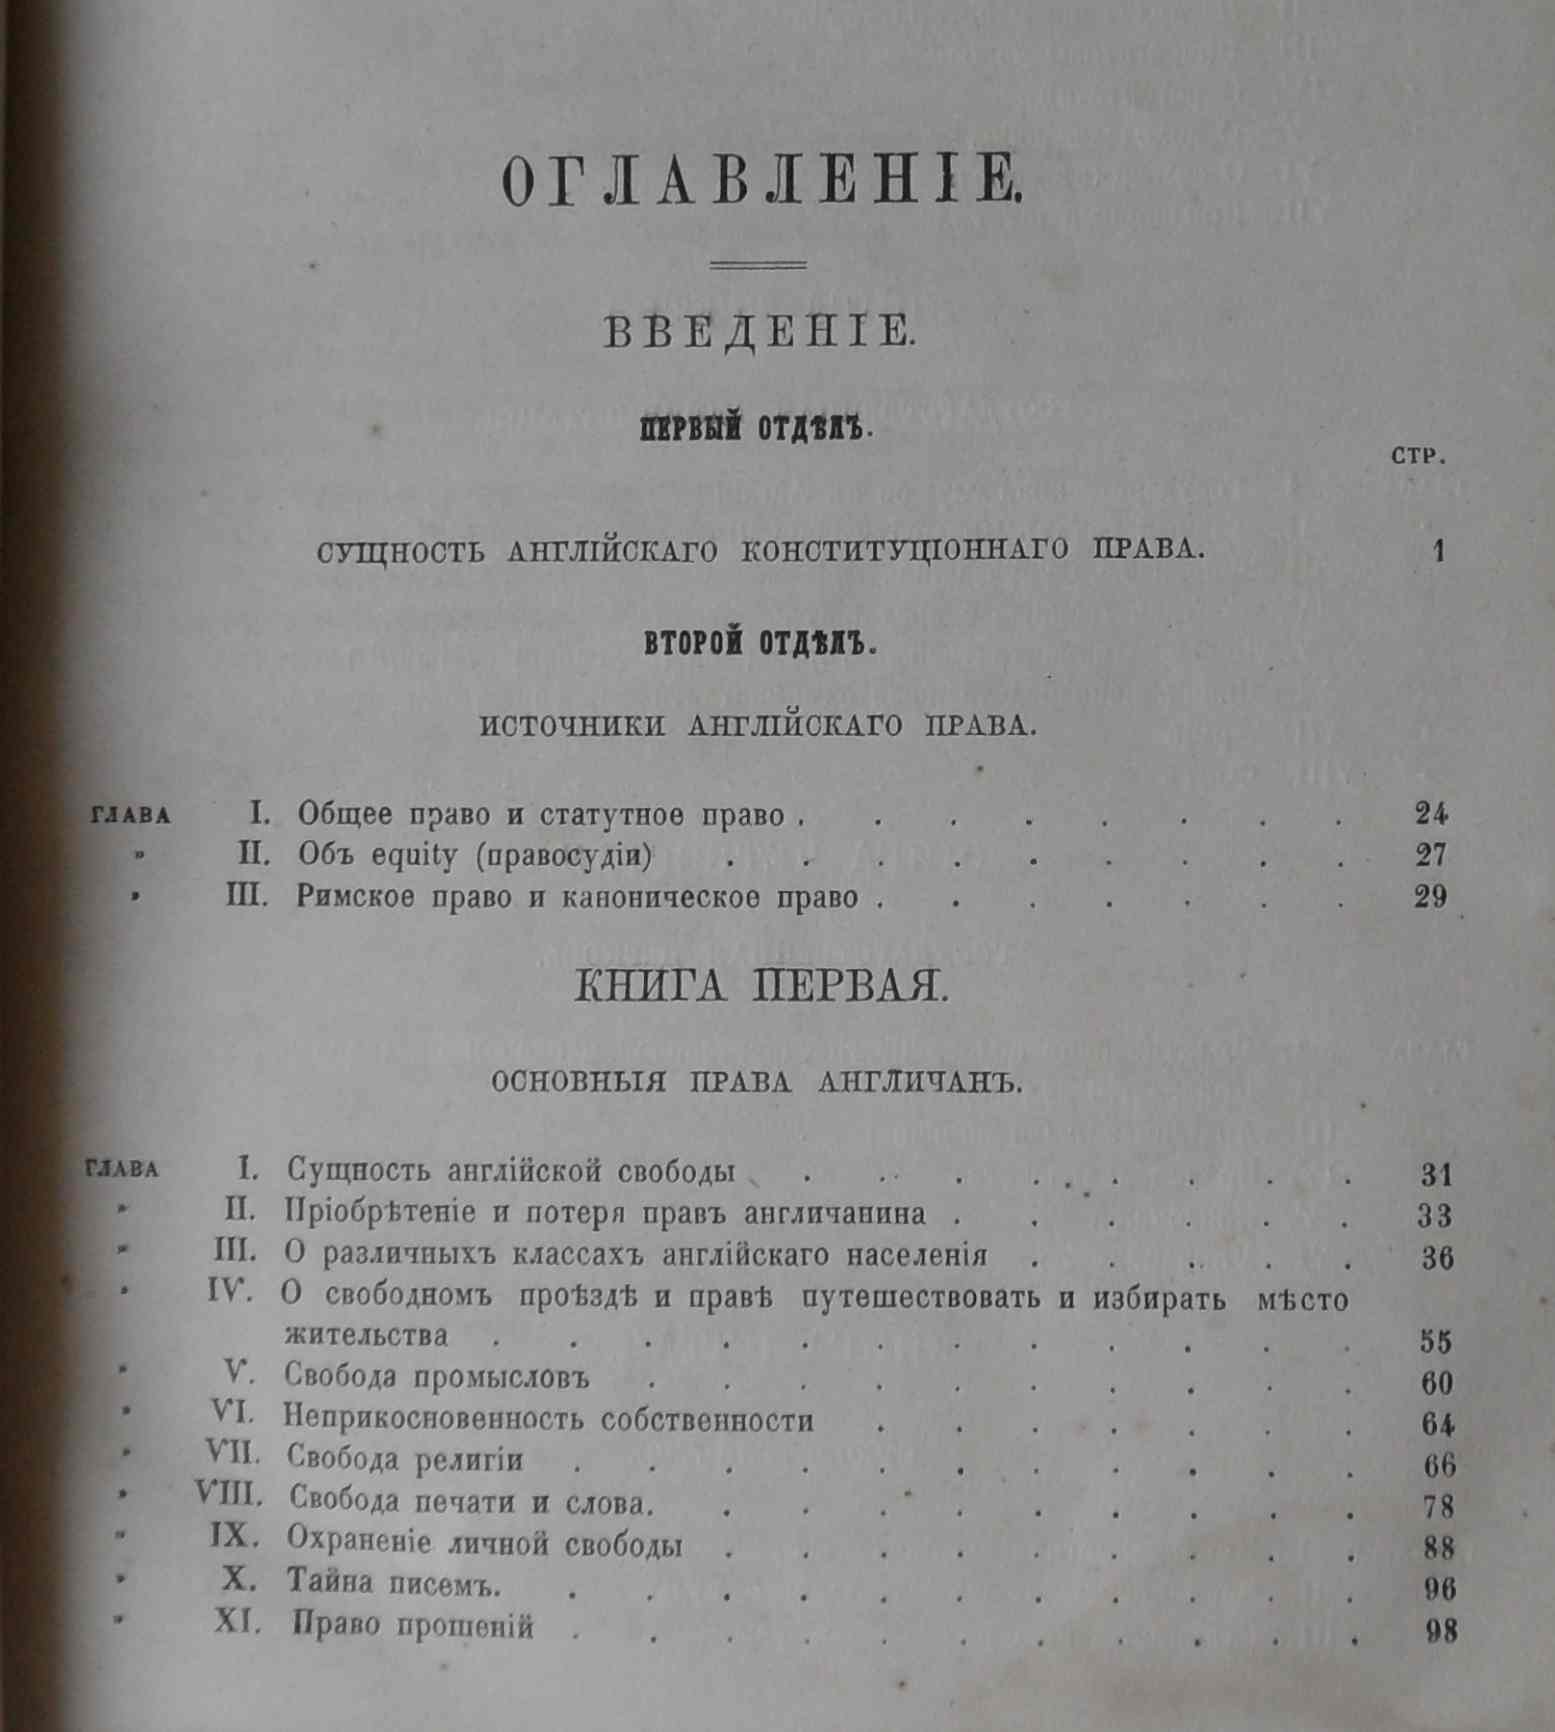 ОГЛАВЛЕНІЕ.
ВВЕДЕНІЕ.
ПЕРВЫЙ ОТДѢЛЪ.
СТР.
СУЩНОСТЬ АНГЛІЙСКАГО КОНСТИТУЦІОННАГО ПРАВА. 1
ВТОРОЙ ОТДѢЛЪ.
ИСТОЧНИКИ АНГЛІЙСКАГО ПРАВА.
ГЛАВА I. Общее право и статутное право . . . . . . . . 24
" II. Объ equity (правосудіи) . . . . . . . . . 27
" III. Римское право и каноническое право . . . . . . . 29
КНИГА ПЕРВАЯ.
ОСНОВНЫЯ ПРАВА АНГЛИЧАНЪ.
ГЛАВА I. Сущность англійской свободы . . . . . . . . 31
" II. Пріобрѣтеніе и потеря правъ англичанина . . . . . . 33
" III. О различныхъ классахъ англійскаго населенія . . . . . 36
" IV. О свободномъ проѣздѣ и правѣ путешествовать и избирать мѣсто
жительства . . . . . . . . . . . . 55
" V. Свобода промысловъ . . . . . . . . . . 60
" VI. Неприкосновенность собственности . . . . . . . 64
" VII. Свобода религіи . . . . . . . . . . . 66
" VIII. Свобода печати и слова. . . . . . . . . . 78
" IX. Охраненіе личной свободы . . . . . . . . . 88
" X. Тайна писемъ. . . . . . . . . . . . 96
" XI. Право прошеній . . . . . . . . . . . 98